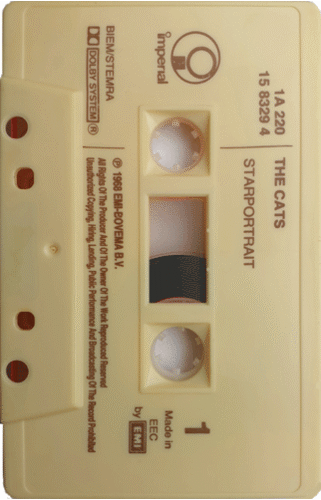 1A 220
15 8329 4
THE CATS
STARPORTRAIT
imperial
BIEM/STEMRA
DOLBY SYSTEM ®
1
Made in
EEC
by EMI
℗ 1968 EMI-BOVEMA B.V.
All Rights Of The Producer And Of The Owner Of The Work Reproduced Reserved
Unauthorized Copying, Hiring, Lending, Public Performance And Broadcasting Of The Record Prohibited